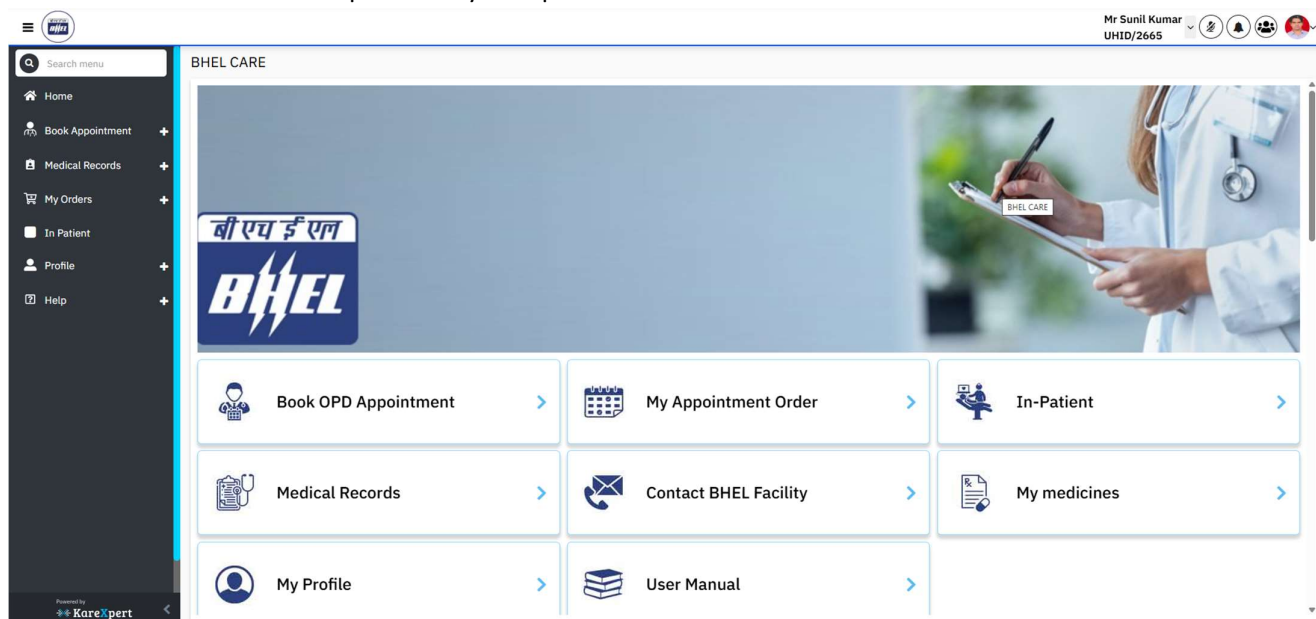 Mr Sunil Kumar
UHID/2665
Search menu
BHEL CARE
Home
Book Appointment
Medical Records
My Orders
In Patient
Profile
Help
बी एच ई एल
BHEL
BHEL CARE
Book OPD Appointment
My Appointment Order
In-Patient
Medical Records
Contact BHEL Facility
My medicines
My Profile
User Manual
Powered by
KareXpert